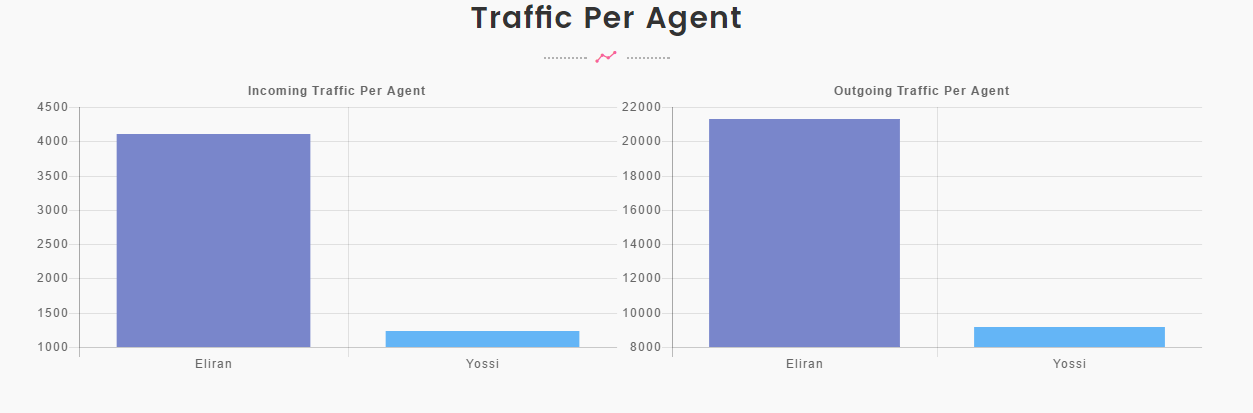 Traffic Per Agent
Incoming Traffic Per Agent
4500
4000
3500
3000
2500
2000
1500
1000
Eliran
Yossi
Outgoing Traffic Per Agent
22000
20000
18000
16000
14000
12000
10000
8000
Eliran
Yossi